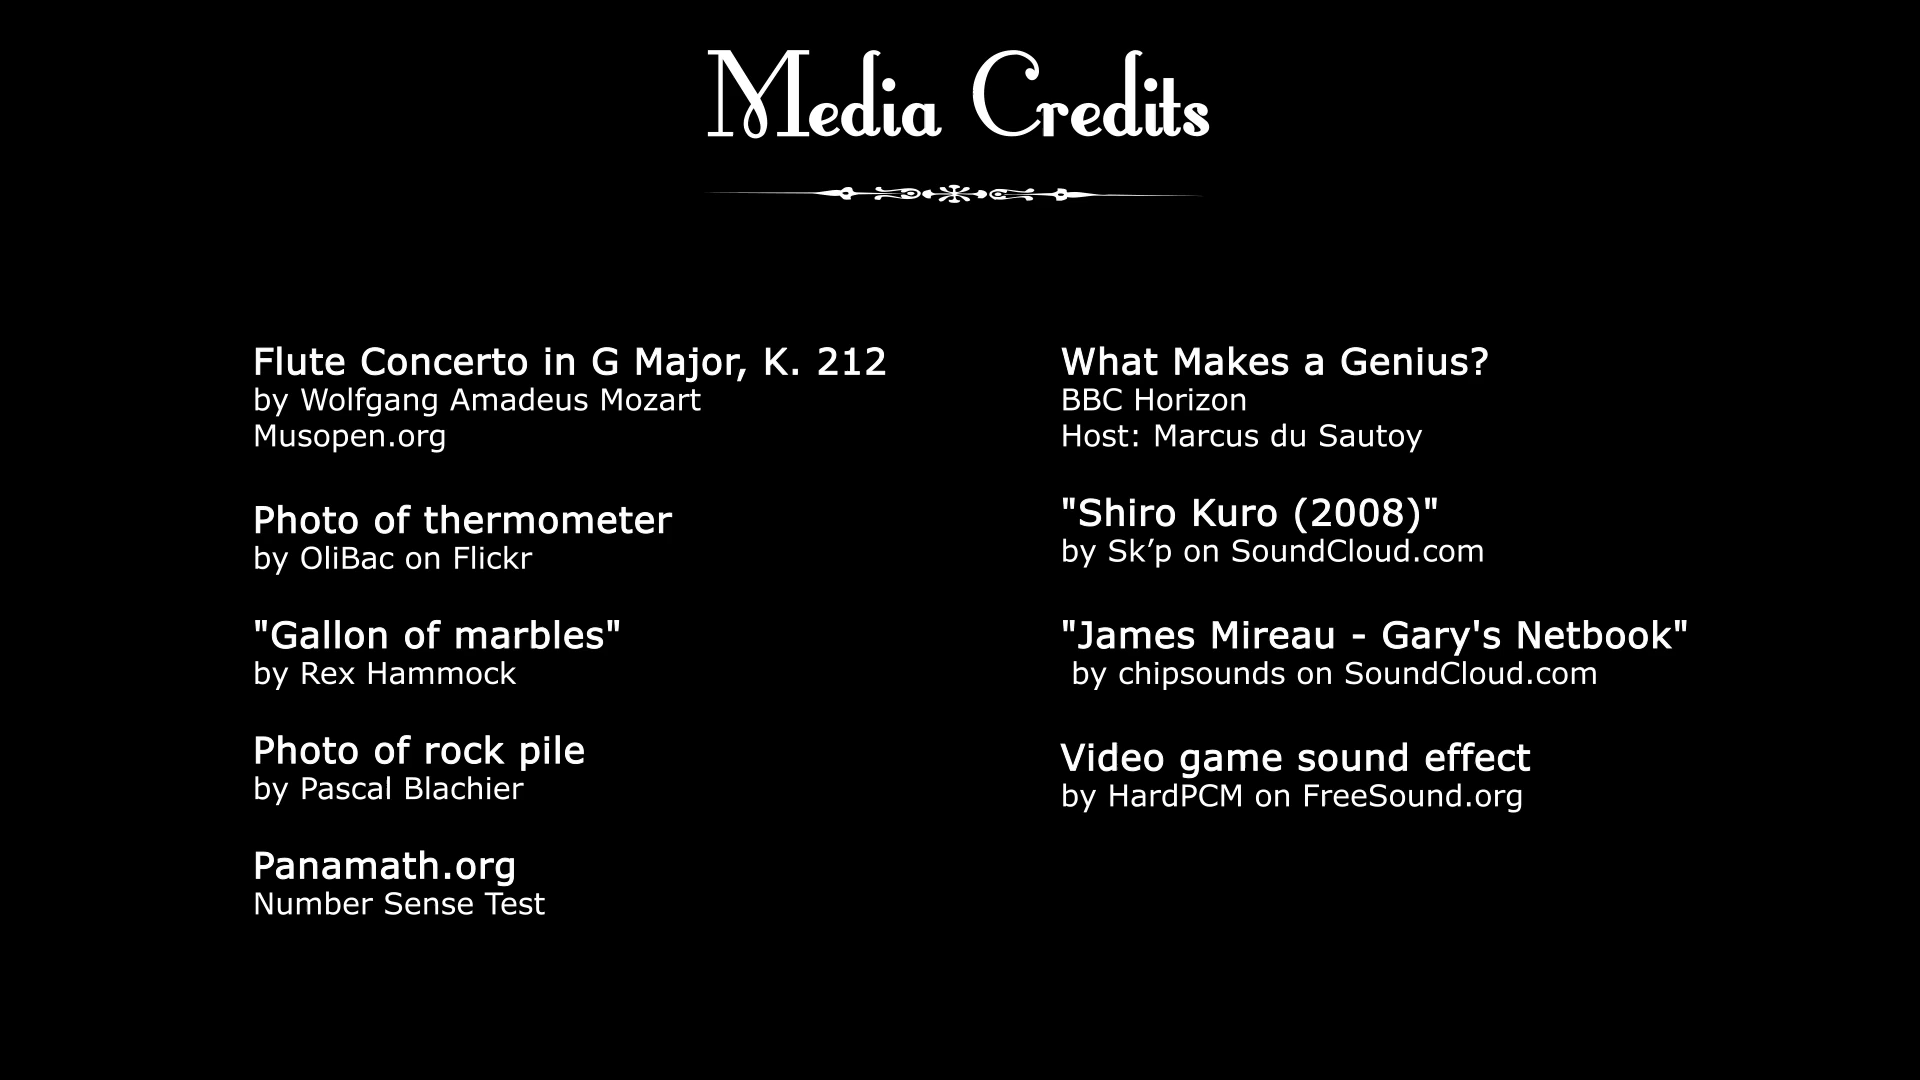 Media Credits
Flute Concerto in G Major, K. 212
by Wolfgang Amadeus Mozart
Musopen.org
Photo of thermometer
by OliBac on Flickr
"Gallon of marbles"
by Rex Hammock
Photo of rock pile
by Pascal Blachier
Panamath.org
Number Sense Test
What Makes a Genius?
BBC Horizon
Host: Marcus du Sautoy
"Shiro Kuro (2008)"
by Sk’p on SoundCloud.com
"James Mireau - Gary's Netbook"
by chipsounds on SoundCloud.com
Video game sound effect
by HardPCM on FreeSound.org